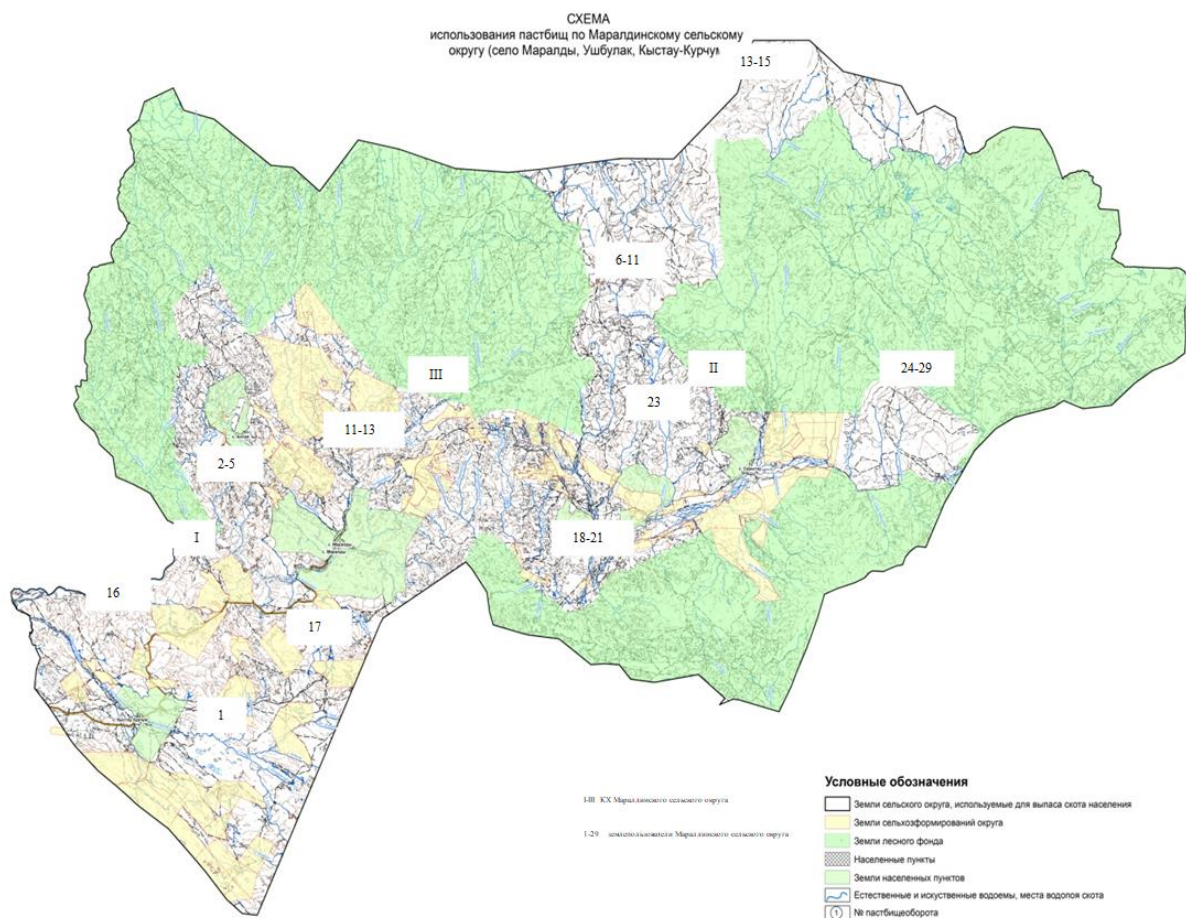 СХЕМА
использования пастбищ по Маралдинскому сельскому
округу (село Маралды, Ушбулак, Кыстау-Курчум
13-15
6-11
III
II
24-29
23
11-13
2-5
I
18-21
16
17
1
с. Маралды
I-III КХ Маралдинского сельского округа
1-29 землепользователи Маралдинского сельского округа
Условные обозначения
Земли сельского округа, используемые для выпаса скота населения
Земли сельхозформирований округа
Земли лесного фонда
Населенные пункты
Земли населенных пунктов
Естественные и искуственные водоемы, места водопоя скота
1 № пастбищеоборота